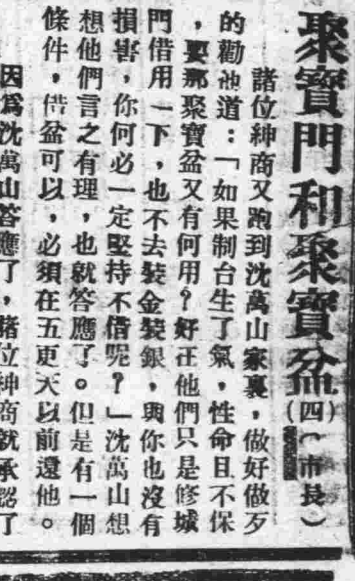 聚寶門和聚寶盆(四)(市長)
諸位紳商又跑到沈萬山家裏，做好做歹
的勸他道：「如果制台生了氣，性命且不保
，要那聚寶盆又有何用？好在他們只是修城
門借用一下，也不去裝金裝銀，與你也沒有
損害，你何必一定堅持不借呢？」沈萬山想
想他們言之有理，也就答應了。但是有一個
條件，借盆可以，必須在五更天以前還他。
因爲沈萬山答應了，諸位紳商就承認了